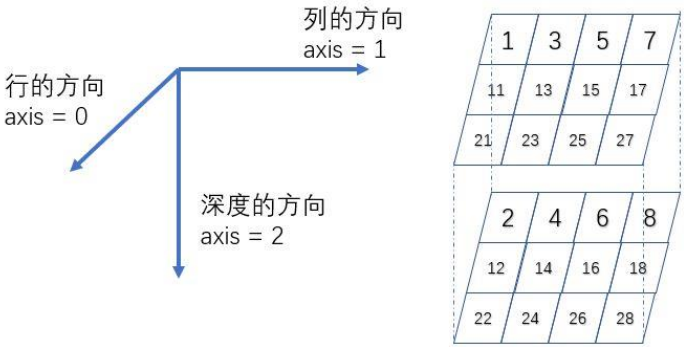 列的方向
axis = 1
行的方向
axis = 0
深度的方向
axis = 2
1 3 5 7
11 13 15 17
21 23 25 27
2 4 6 8
12 14 16 18
22 24 26 28